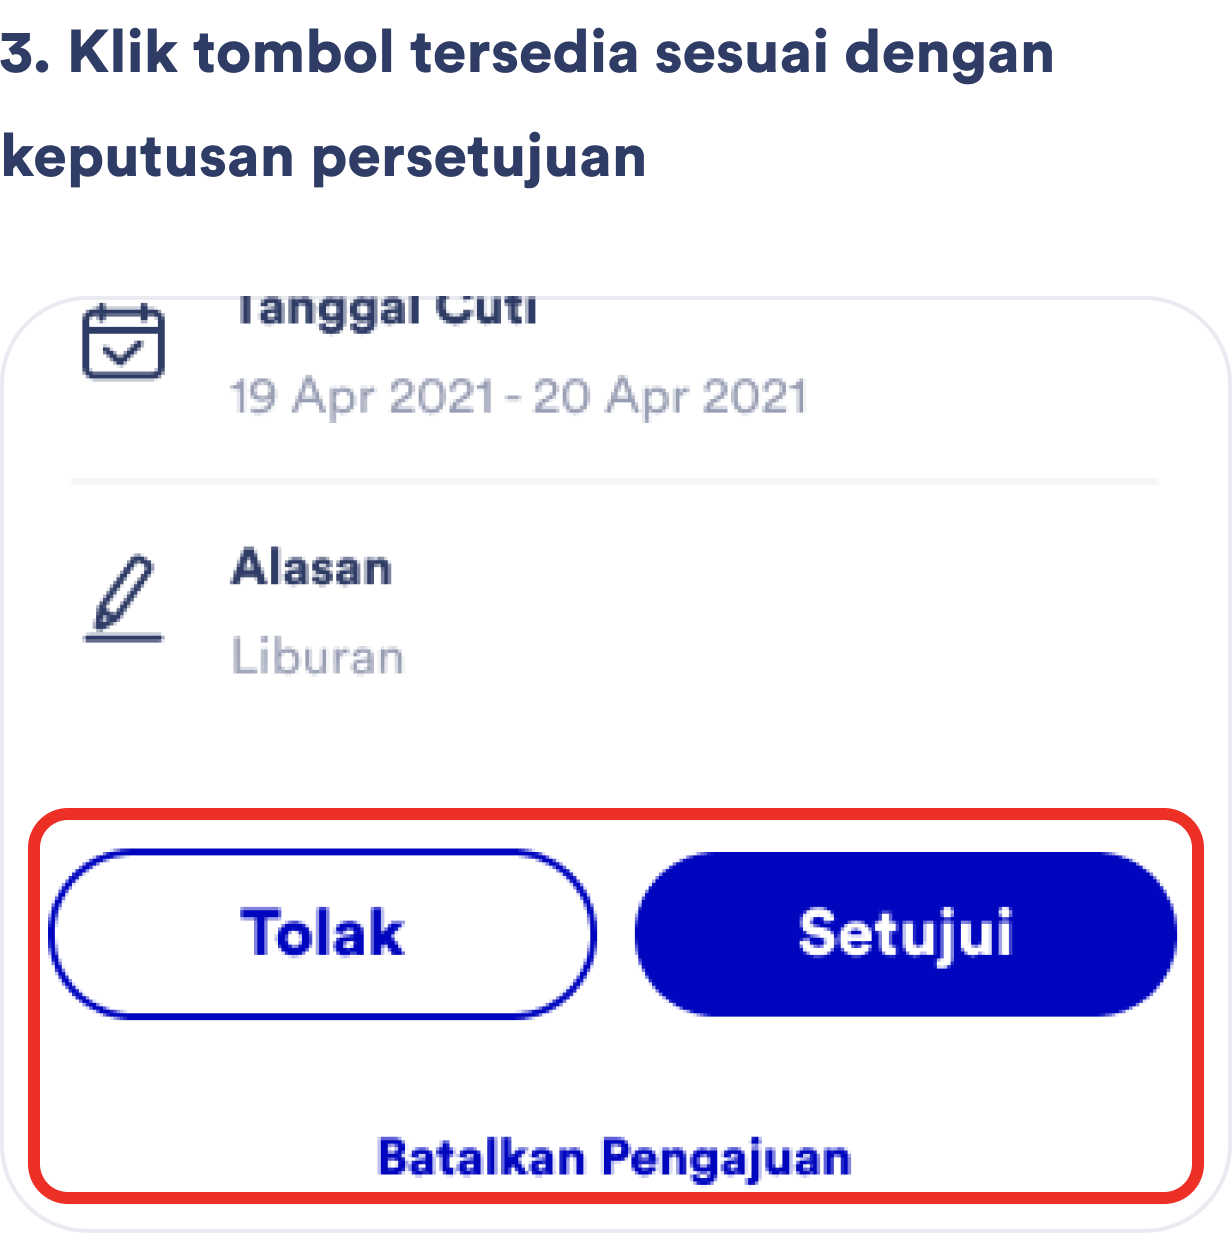 3. Klik tombol tersedia sesuai dengan
keputusan persetujuan
Tanggal Cuti
19 Apr 2021 - 20 Apr 2021
Alasan
Liburan
Tolak
Setujui
Batalkan Pengajuan